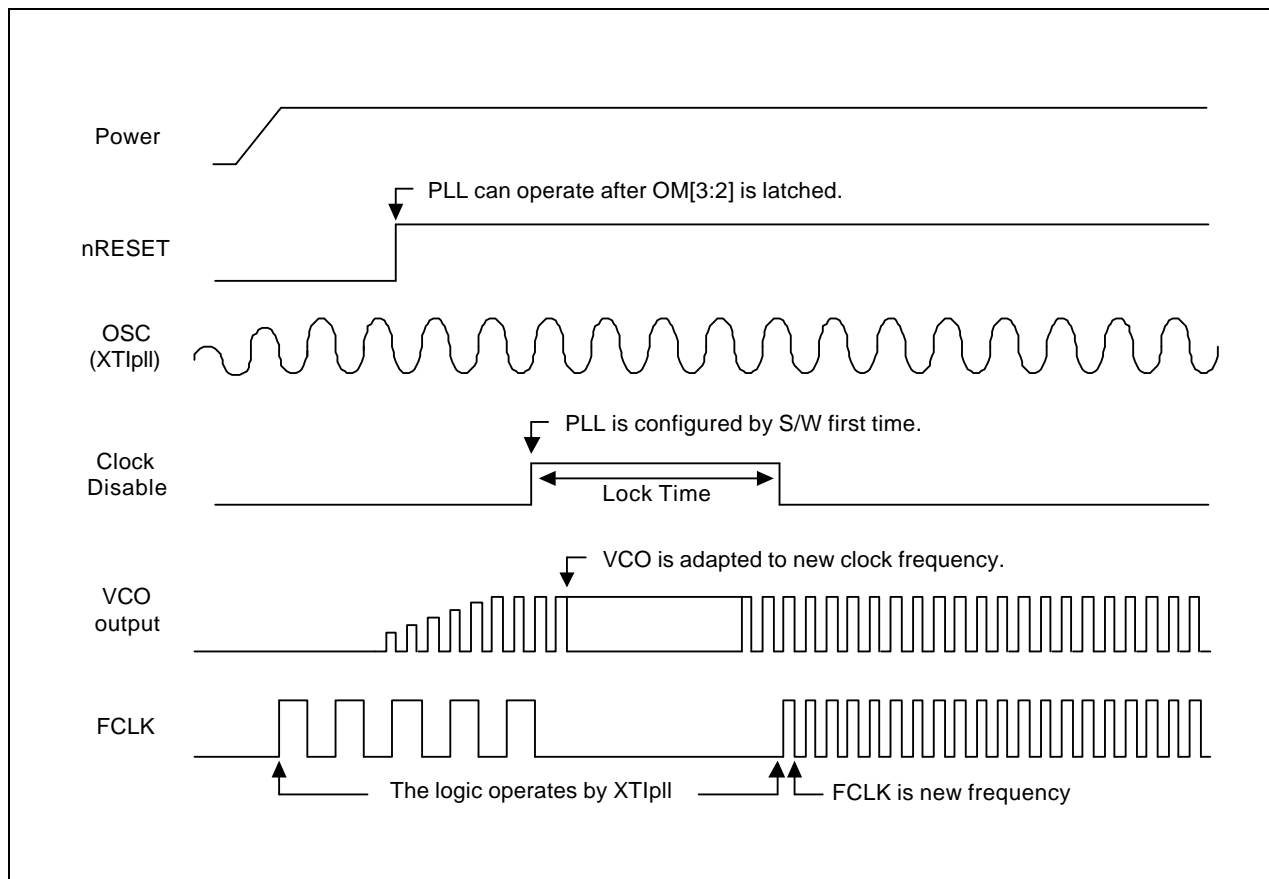 Power
PLL can operate after OM[3:2] is latched.
nRESET
OSC
(XTIpll)
PLL is configured by S/W first time.
Clock
Disable
Lock Time
VCO is adapted to new clock frequency.
VCO
output
FCLK
The logic operates by XTIpll
FCLK is new frequency